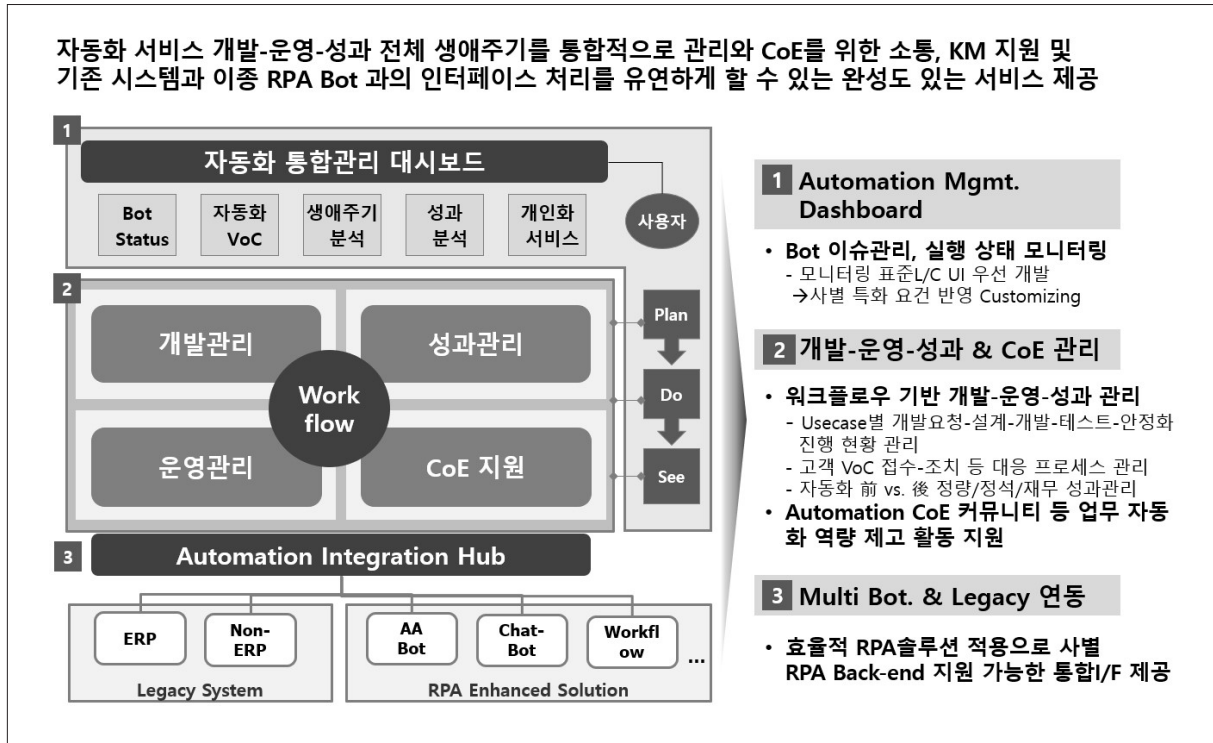 자동화 서비스 개발-운영-성과 전체 생애주기를 통합적으로 관리와 CoE를 위한 소통, KM 지원 및
기존 시스템과 이종 RPA Bot 과의 인터페이스 처리를 유연하게 할 수 있는 완성도 있는 서비스 제공
1
자동화 통합관리 대시보드
Bot
Status
자동화
VoC
생애주기
분석
성과
분석
개인화
서비스
사용자
2
개발관리
성과관리
Work
flow
운영관리
CoE 지원
Plan
Do
See
3
Automation Integration Hub
ERP
Non-
ERP
Legacy System
AA
Bot
Chat-
Bot
Workfl
ow
...
RPA Enhanced Solution
1 Automation Mgmt.
Dashboard
• Bot 이슈관리, 실행 상태 모니터링
- 모니터링 표준L/C UI 우선 개발
→사별 특화 요건 반영 Customizing
2 개발-운영-성과 & CoE 관리
• 워크플로우 기반 개발-운영-성과 관리
- Usecase별 개발요청-설계-개발-테스트-안정화
진행 현황 관리
- 고객 VoC 접수-조치 등 대응 프로세스 관리
- 자동화 前 vs. 後 정량/정석/재무 성과관리
• Automation CoE 커뮤니티 등 업무 자동
화 역량 제고 활동 지원
3 Multi Bot. & Legacy 연동
• 효율적 RPA솔루션 적용으로 사별
RPA Back-end 지원 가능한 통합I/F 제공